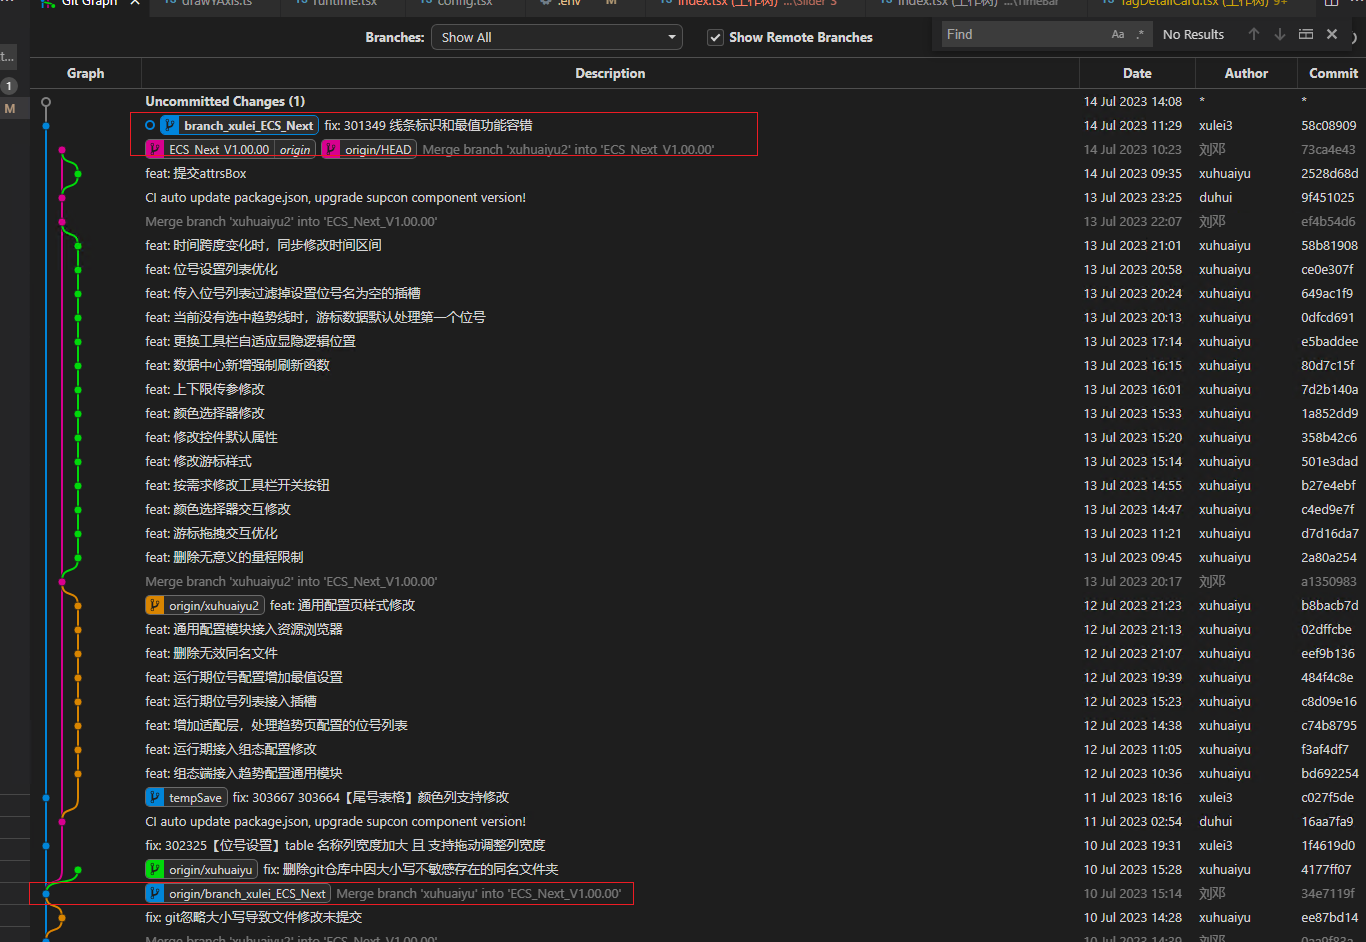 Git Graph drawYAxis.ts runtime.tsx config.tsx .env M index.tsx (工作树) ...\Slider 3 index.tsx (工作树) ...\TimeBar TagDetailCard.tsx (工作树) 9+
Branches: Show All Show Remote Branches Find Aa .* No Results
t...
Graph Description Date Author Commit
1
M
Uncommitted Changes (1) 14 Jul 2023 14:08 * *
branch_xulei_ECS_Next fix: 301349 线条标识和最值功能容错 14 Jul 2023 11:29 xulei3 58c08909
ECS_Next_V1.00.00 origin origin/HEAD Merge branch 'xuhuaiyu2' into 'ECS_Next_V1.00.00' 14 Jul 2023 10:23 刘邓 73ca4e43
feat: 提交attrsBox 14 Jul 2023 09:35 xuhuaiyu 2528d68d
CI auto update package.json, upgrade supcon component version! 13 Jul 2023 23:25 duhui 9f451025
Merge branch 'xuhuaiyu2' into 'ECS_Next_V1.00.00' 13 Jul 2023 22:07 刘邓 ef4b54d6
feat: 时间跨度变化时，同步修改时间区间 13 Jul 2023 21:01 xuhuaiyu 58b81908
feat: 位号设置列表优化 13 Jul 2023 20:58 xuhuaiyu ce0e307f
feat: 传入位号列表过滤掉设置位号名为空的插槽 13 Jul 2023 20:24 xuhuaiyu 649ac1f9
feat: 当前没有选中趋势线时，游标数据默认处理第一个位号 13 Jul 2023 20:13 xuhuaiyu 0dfcd691
feat: 更换工具栏自适应显隐逻辑位置 13 Jul 2023 17:14 xuhuaiyu e5baddee
feat: 数据中心新增强制刷新函数 13 Jul 2023 16:15 xuhuaiyu 80d7c15f
feat: 上下限传参修改 13 Jul 2023 16:01 xuhuaiyu 7d2b140a
feat: 颜色选择器修改 13 Jul 2023 15:33 xuhuaiyu 1a852dd9
feat: 修改控件默认属性 13 Jul 2023 15:20 xuhuaiyu 358b42c6
feat: 修改游标样式 13 Jul 2023 15:14 xuhuaiyu 501e3dad
feat: 按需求修改工具栏开关按钮 13 Jul 2023 14:55 xuhuaiyu b27e4ebf
feat: 颜色选择器交互修改 13 Jul 2023 14:47 xuhuaiyu c4ed9e7f
feat: 游标拖拽交互优化 13 Jul 2023 11:21 xuhuaiyu d7d16da7
feat: 删除无意义的量程限制 13 Jul 2023 09:45 xuhuaiyu 2a80a254
Merge branch 'xuhuaiyu2' into 'ECS_Next_V1.00.00' 13 Jul 2023 20:17 刘邓 a1350983
origin/xuhuaiyu2 feat: 通用配置页样式修改 12 Jul 2023 21:23 xuhuaiyu b8bacb7d
feat: 通用配置模块接入资源浏览器 12 Jul 2023 21:13 xuhuaiyu 02dffcbe
feat: 删除无效同名文件 12 Jul 2023 21:07 xuhuaiyu eef9b136
feat: 运行期位号配置增加最值设置 12 Jul 2023 19:39 xuhuaiyu 484f4c8e
feat: 运行期位号列表接入插槽 12 Jul 2023 15:23 xuhuaiyu c8d09e16
feat: 增加适配层，处理趋势页配置的位号列表 12 Jul 2023 14:38 xuhuaiyu c74b8795
feat: 运行期接入组态配置修改 12 Jul 2023 11:05 xuhuaiyu f3af4df7
feat: 组态端接入趋势配置通用模块 12 Jul 2023 10:36 xuhuaiyu bd692254
tempSave fix: 303667 303664【尾号表格】颜色列支持修改 11 Jul 2023 18:16 xulei3 c027f5de
CI auto update package.json, upgrade supcon component version! 11 Jul 2023 02:54 duhui 16aa7fa9
fix: 302325【位号设置】table 名称列宽度加大 且 支持拖动调整列宽度 10 Jul 2023 19:31 xulei3 1f4619d0
origin/xuhuaiyu fix: 删除git仓库中因大小写不敏感存在的同名文件夹 10 Jul 2023 15:28 xuhuaiyu 4177ff07
origin/branch_xulei_ECS_Next Merge branch 'xuhuaiyu' into 'ECS_Next_V1.00.00' 10 Jul 2023 15:14 刘邓 34e7119f
fix: git忽略大小写导致文件修改未提交 10 Jul 2023 14:28 xuhuaiyu ee87bd14
Merge branch 'xuhuaiyu2' into 'ECS_Next_V1.00.00' 10 Jul 2023 14:39 刘邓 0aa9f83a